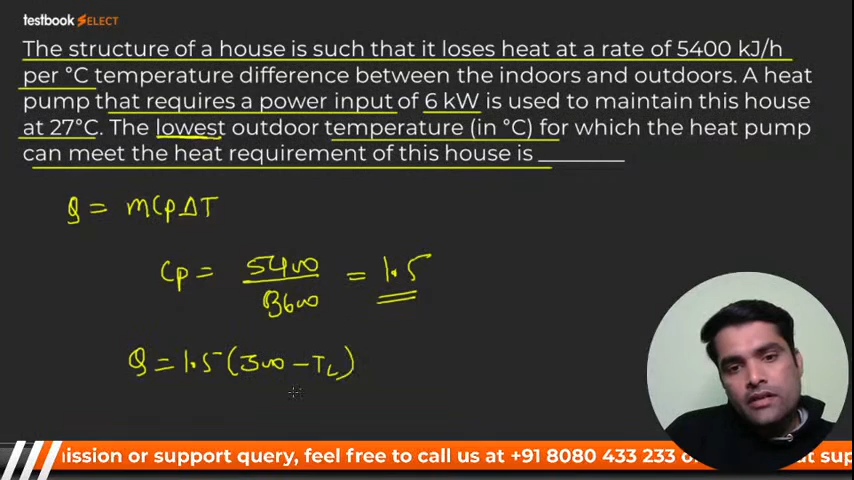 testbook SELECT
The structure of a house is such that it loses heat at a rate of 5400 kJ/h
per °C temperature difference between the indoors and outdoors. A heat
pump that requires a power input of 6 kW is used to maintain this house
at 27°C. The lowest outdoor temperature (in °C) for which the heat pump
can meet the heat requirement of this house is ________
Q = mCpΔT
Cp = 5400 / 3600 = 1.5
Q = 1.5 (300 - TL)
mission or support query, feel free to call us at +91 8080 433 233 o at sup